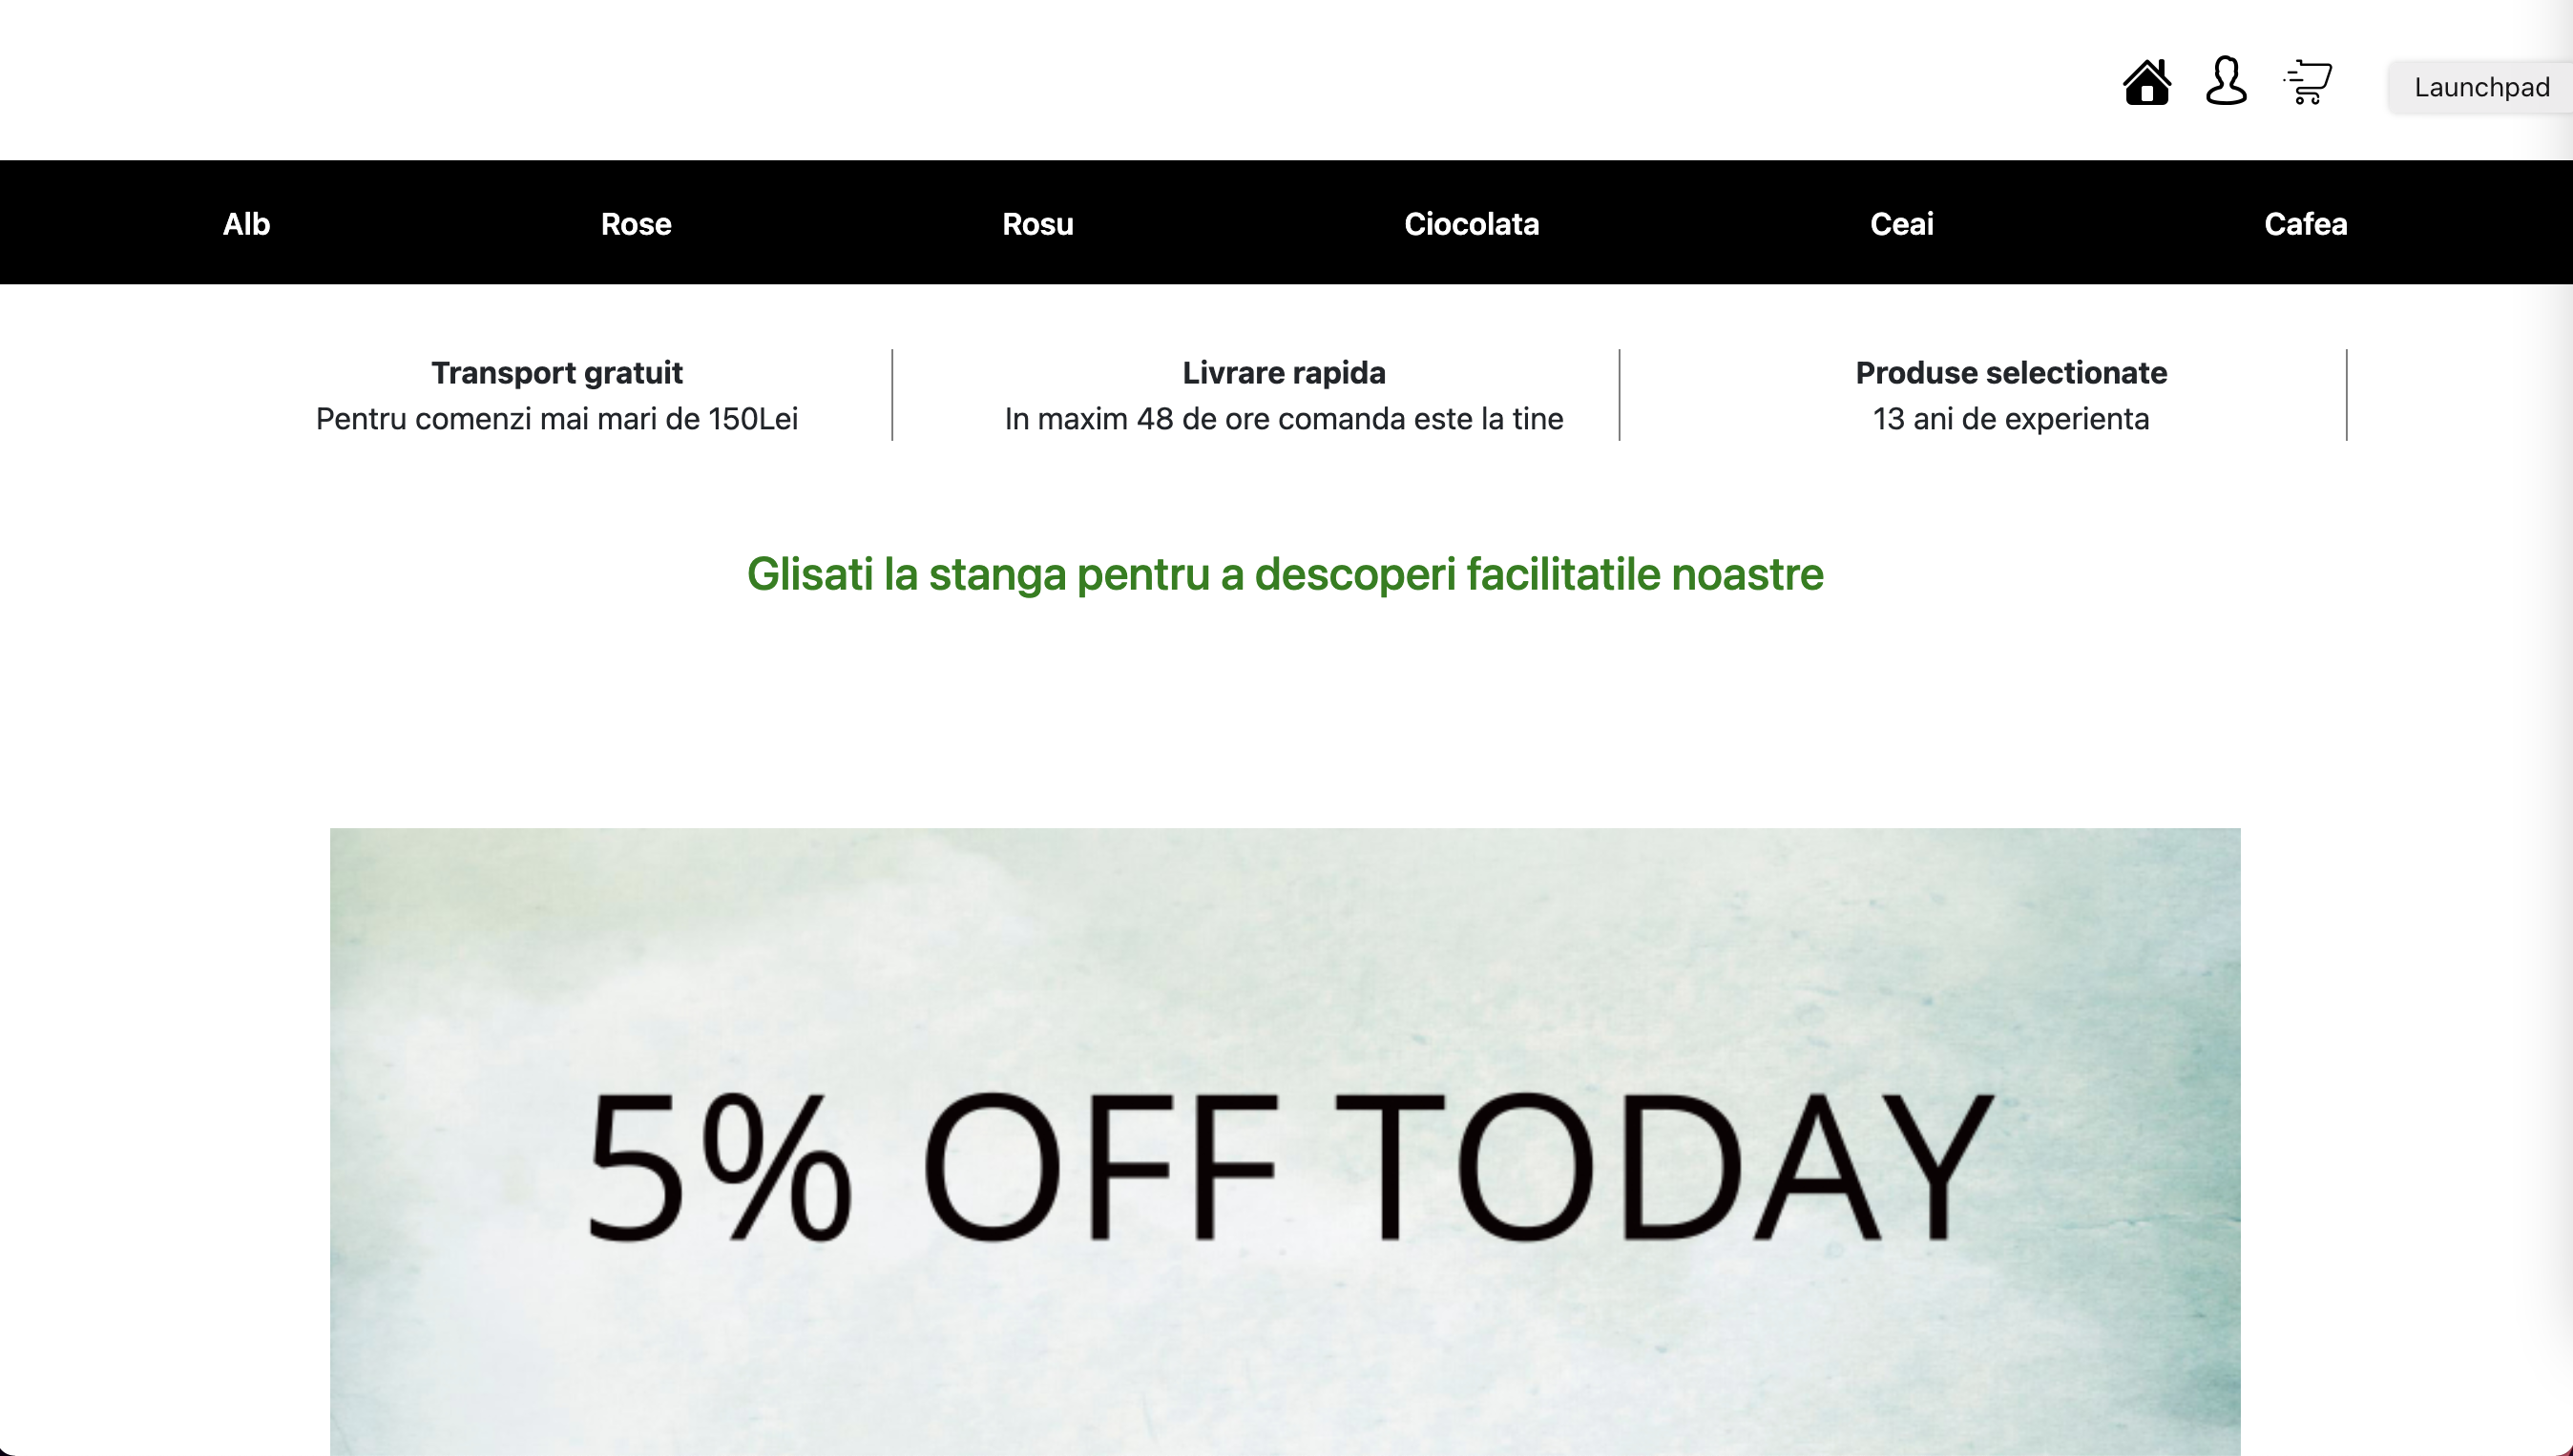 Launchpad
Alb Rose Rosu Ciocolata Ceai Cafea
Transport gratuit
Pentru comenzi mai mari de 150Lei
Livrare rapida
In maxim 48 de ore comanda este la tine
Produse selectionate
13 ani de experienta
Glisati la stanga pentru a descoperi facilitatile noastre
5% OFF TODAY